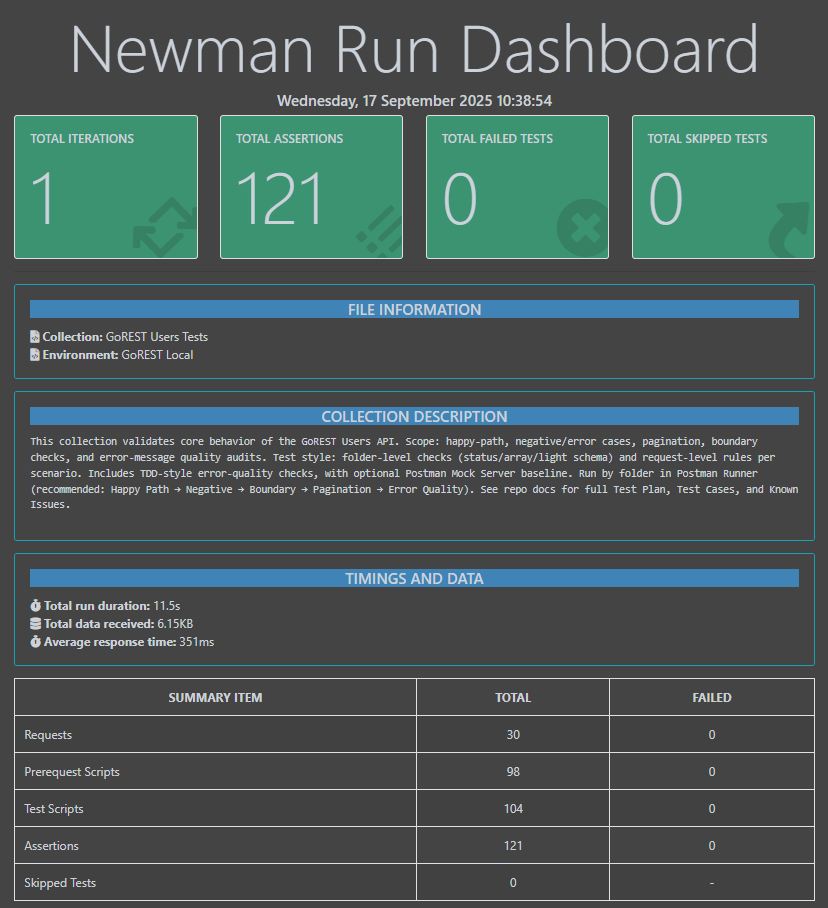 Newman Run Dashboard
Wednesday, 17 September 2025 10:38:54
TOTAL ITERATIONS
1
TOTAL ASSERTIONS
121
TOTAL FAILED TESTS
0
TOTAL SKIPPED TESTS
0
FILE INFORMATION
Collection: GoREST Users Tests
Environment: GoREST Local
COLLECTION DESCRIPTION
This collection validates core behavior of the GoREST Users API. Scope: happy-path, negative/error cases, pagination, boundary
checks, and error-message quality audits. Test style: folder-level checks (status/array/light schema) and request-level rules per
scenario. Includes TDD-style error-quality checks, with optional Postman Mock Server baseline. Run by folder in Postman Runner
(recommended: Happy Path → Negative → Boundary → Pagination → Error Quality). See repo docs for full Test Plan, Test Cases, and Known
Issues.
TIMINGS AND DATA
Total run duration: 11.5s
Total data received: 6.15KB
Average response time: 351ms
SUMMARY ITEM TOTAL FAILED
Requests 30 0
Prerequest Scripts 98 0
Test Scripts 104 0
Assertions 121 0
Skipped Tests 0 -